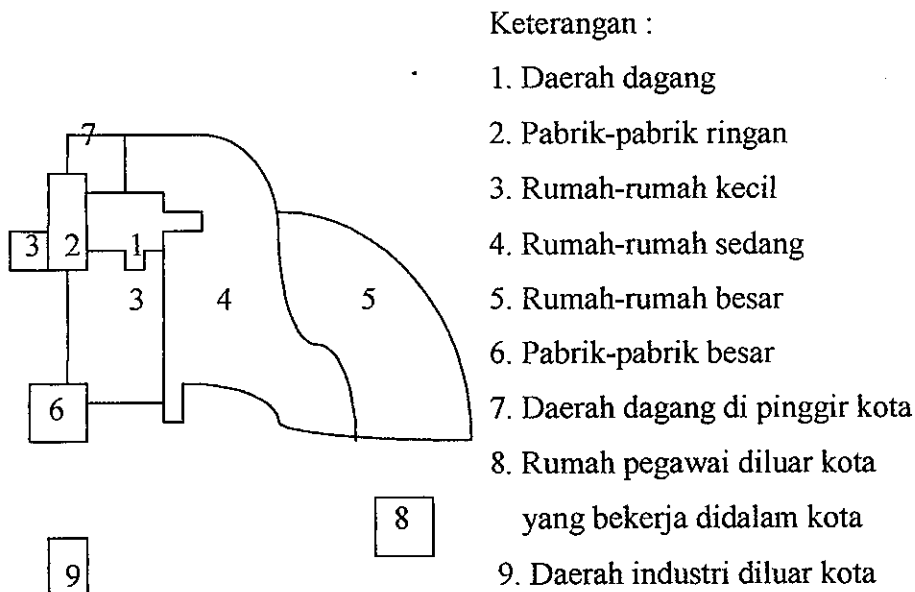 Keterangan :
1. Daerah dagang
2. Pabrik-pabrik ringan
3. Rumah-rumah kecil
4. Rumah-rumah sedang
5. Rumah-rumah besar
6. Pabrik-pabrik besar
7. Daerah dagang di pinggir kota
8. Rumah pegawai diluar kota
yang bekerja didalam kota
9. Daerah industri diluar kota
7
3 2 1
3 4 5
6
8
9